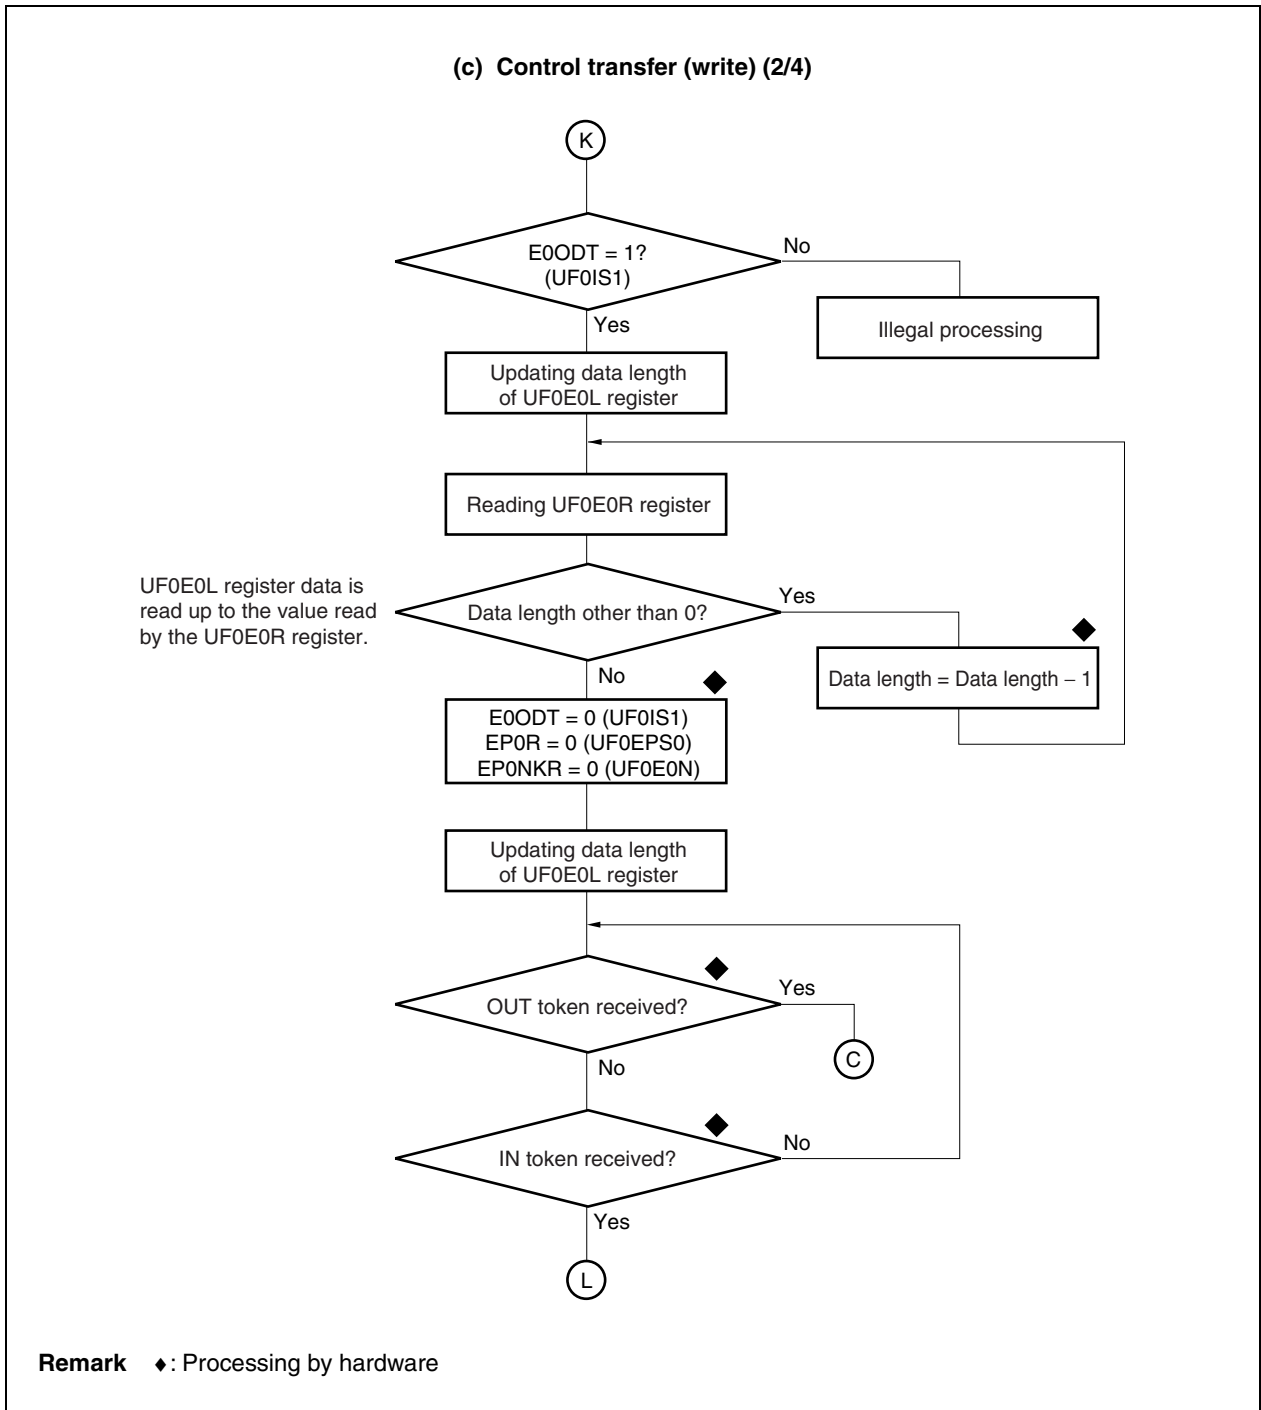 (c) Control transfer (write) (2/4)
K
E0ODT = 1?
(UF0IS1)
No
Illegal processing
Yes
Updating data length
of UF0E0L register
Reading UF0E0R register
UF0E0L register data is
read up to the value read
by the UF0E0R register.
Data length other than 0?
Yes
Data length = Data length – 1
No
E0ODT = 0 (UF0IS1)
EP0R = 0 (UF0EPS0)
EP0NKR = 0 (UF0E0N)
Updating data length
of UF0E0L register
OUT token received?
Yes
C
No
IN token received?
No
Yes
L
Remark ♦: Processing by hardware